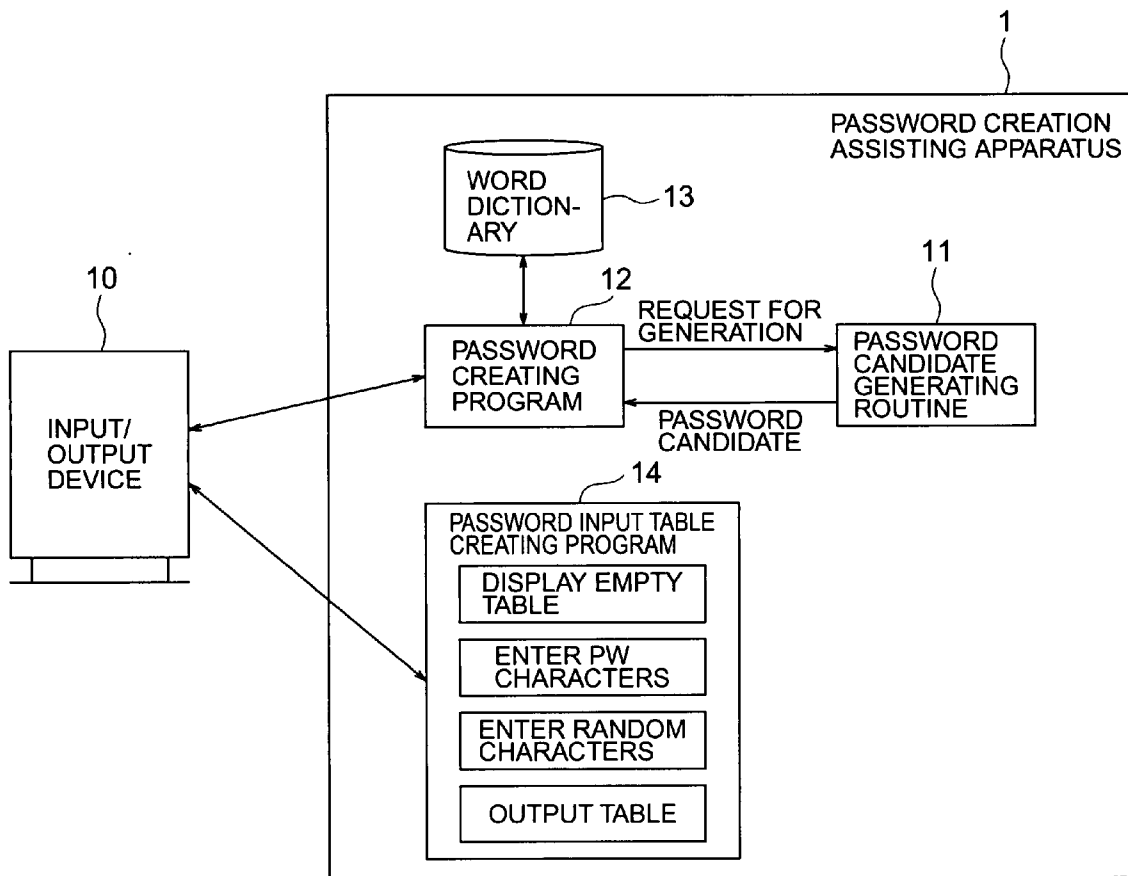 1
PASSWORD CREATION
ASSISTING APPARATUS
WORD
DICTION-
ARY
13
10
12
11
REQUEST FOR
GENERATION
PASSWORD
CREATING
PROGRAM
PASSWORD
CANDIDATE
GENERATING
ROUTINE
PASSWORD
CANDIDATE
INPUT/
OUTPUT
DEVICE
14
PASSWORD INPUT TABLE
CREATING PROGRAM
DISPLAY EMPTY
TABLE
ENTER PW
CHARACTERS
ENTER RANDOM
CHARACTERS
OUTPUT TABLE